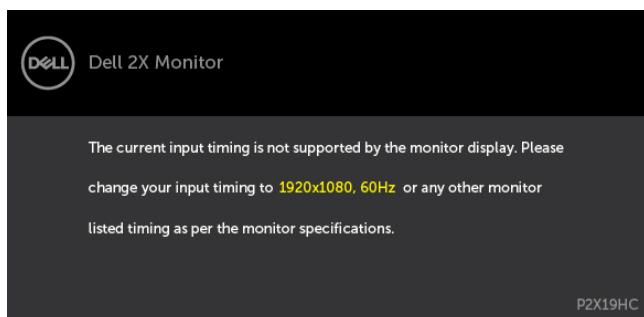 DELL
Dell 2X Monitor
The current input timing is not supported by the monitor display. Please
change your input timing to 1920x1080, 60Hz or any other monitor
listed timing as per the monitor specifications.
P2X19HC